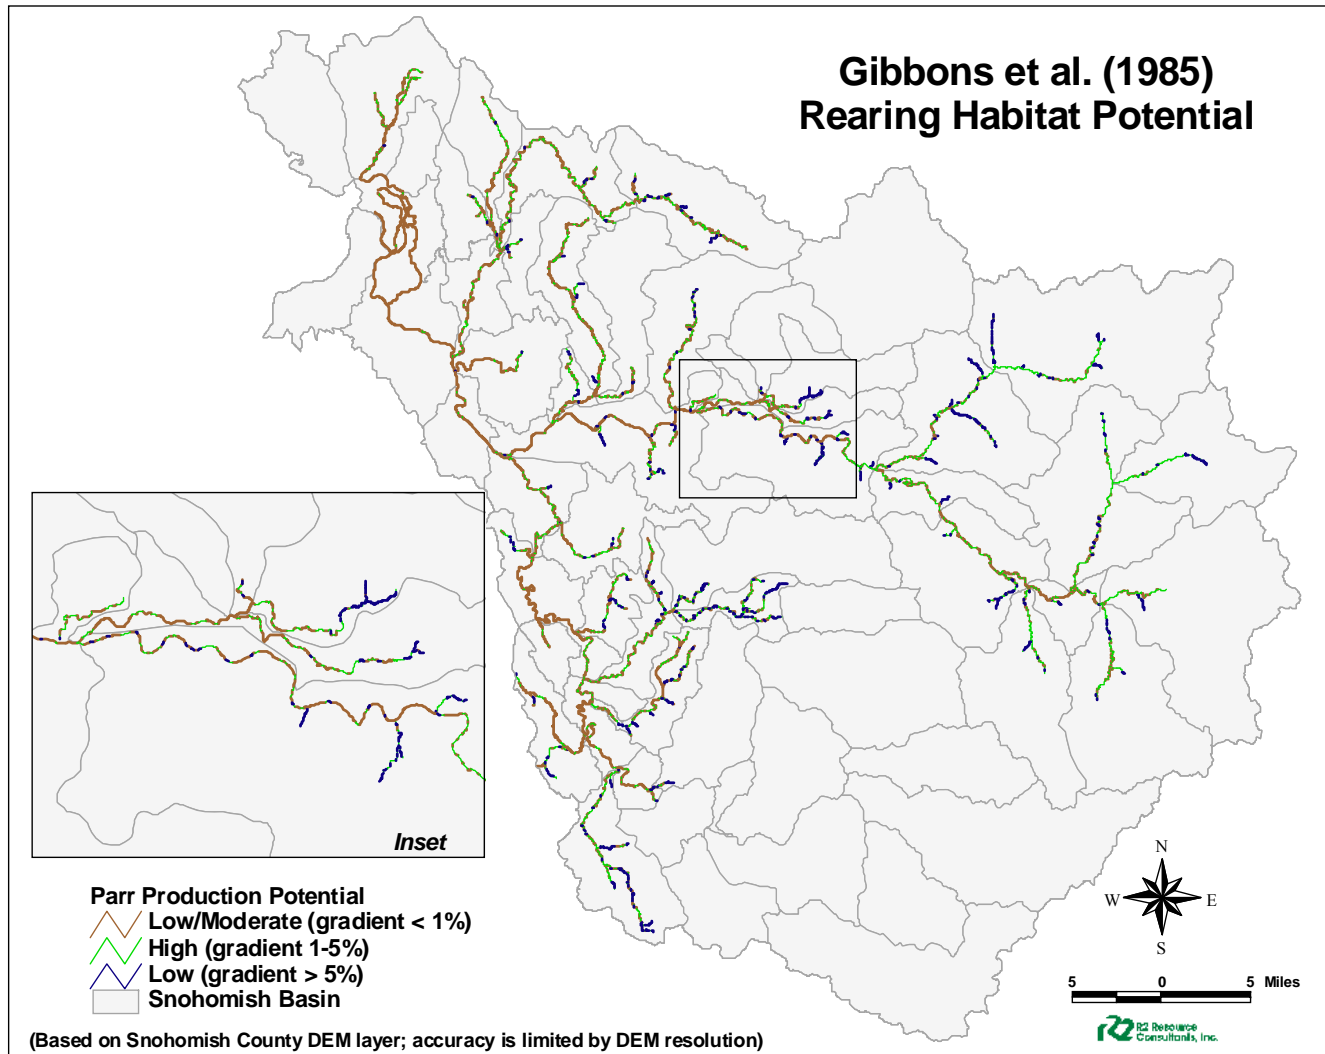 Gibbons et al. (1985)
Rearing Habitat Potential
Inset
Parr Production Potential
Low/Moderate (gradient < 1%)
High (gradient 1-5%)
Low (gradient > 5%)
Snohomish Basin
(Based on Snohomish County DEM layer; accuracy is limited by DEM resolution)
N
W E
S
5 0 5 Miles
R2 Resource
Consultants, Inc.